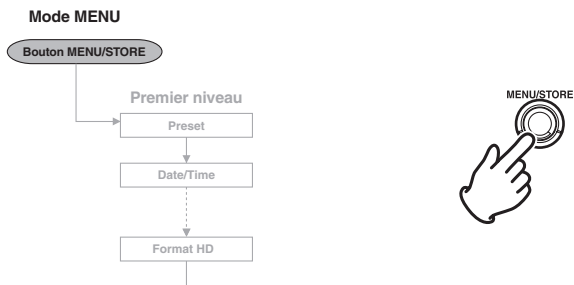 Mode MENU
Bouton MENU/STORE
Premier niveau
Preset
Date/Time
Format HD
MENU/STORE